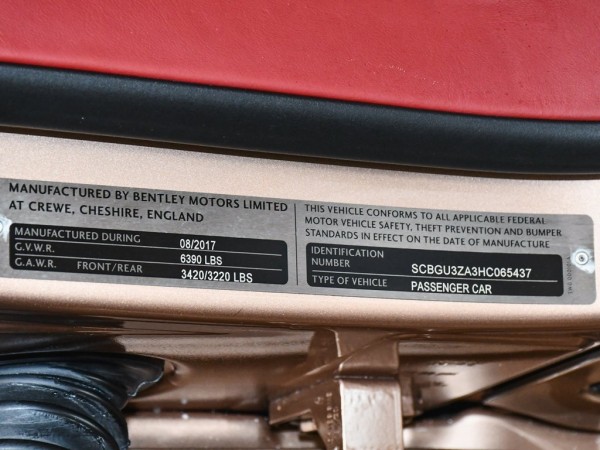 MANUFACTURED BY BENTLEY MOTORS LIMITED
AT CREWE, CHESHIRE, ENGLAND
MANUFACTURED DURING 08/2017
G.V.W.R. 6390 LBS
G.A.W.R. FRONT/REAR 3420/3220 LBS
THIS VEHICLE CONFORMS TO ALL APPLICABLE FEDERAL
MOTOR VEHICLE SAFETY, THEFT PREVENTION AND BUMPER
STANDARDS IN EFFECT ON THE DATE OF MANUFACTURE
IDENTIFICATION
NUMBER SCBGU3ZA3HC065437
TYPE OF VEHICLE PASSENGER CAR